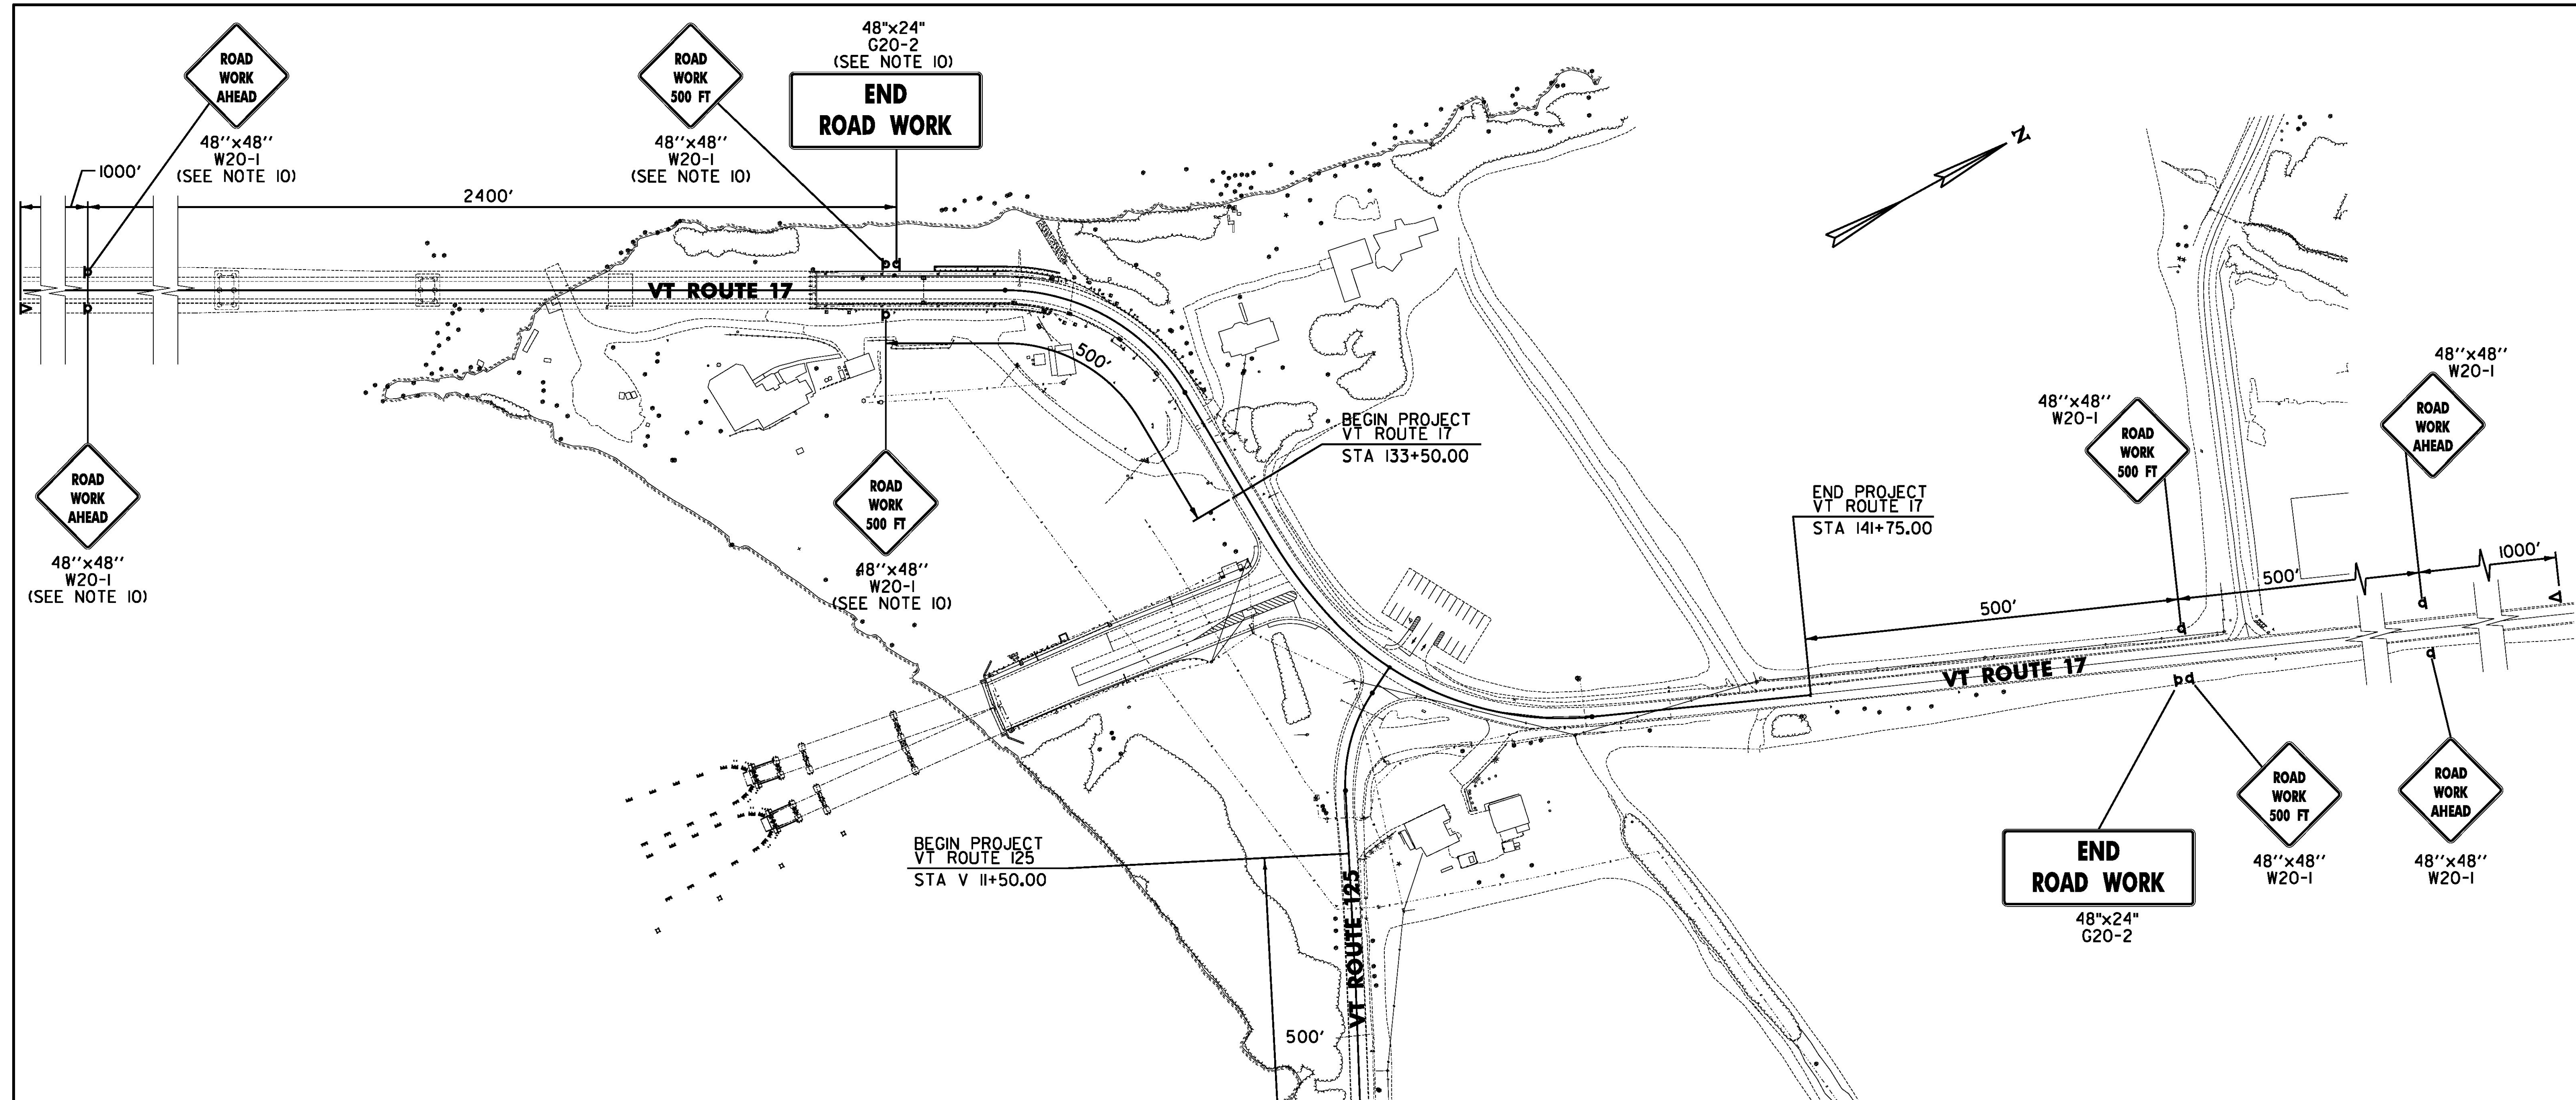 ROAD
WORK
AHEAD
48''x48''
W20-1
(SEE NOTE 10)
1000'
2400'
ROAD
WORK
500 FT
48''x48''
W20-1
(SEE NOTE 10)
48"x24"
G20-2
(SEE NOTE 10)
END
ROAD WORK
N
VT ROUTE 17
500'
ROAD
WORK
AHEAD
48''x48''
W20-1
(SEE NOTE 10)
ROAD
WORK
500 FT
48''x48''
W20-1
(SEE NOTE 10)
BEGIN PROJECT
VT ROUTE 17
STA 133+50.00
END PROJECT
VT ROUTE 17
STA 141+75.00
48''x48''
W20-1
ROAD
WORK
500 FT
48''x48''
W20-1
ROAD
WORK
AHEAD
500'
500'
1000'
VT ROUTE 17
BEGIN PROJECT
VT ROUTE 125
STA V 11+50.00
VT ROUTE 125
500'
END
ROAD WORK
48"x24"
G20-2
ROAD
WORK
500 FT
48''x48''
W20-1
ROAD
WORK
AHEAD
48''x48''
W20-1